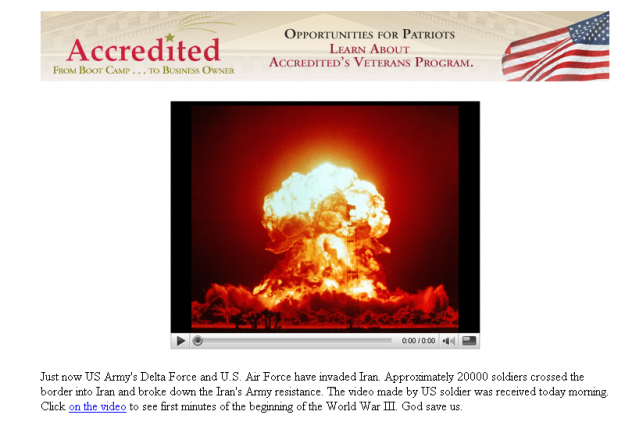 Accredited
FROM BOOT CAMP . . . TO BUSINESS OWNER
OPPORTUNITIES FOR PATRIOTS
LEARN ABOUT
ACCREDITED'S VETERANS PROGRAM.
0:00 / 0:00
Just now US Army's Delta Force and U.S. Air Force have invaded Iran. Approximately 20000 soldiers crossed the
border into Iran and broke down the Iran's Army resistance. The video made by US soldier was received today morning.
Click on the video to see first minutes of the beginning of the World War III. God save us.